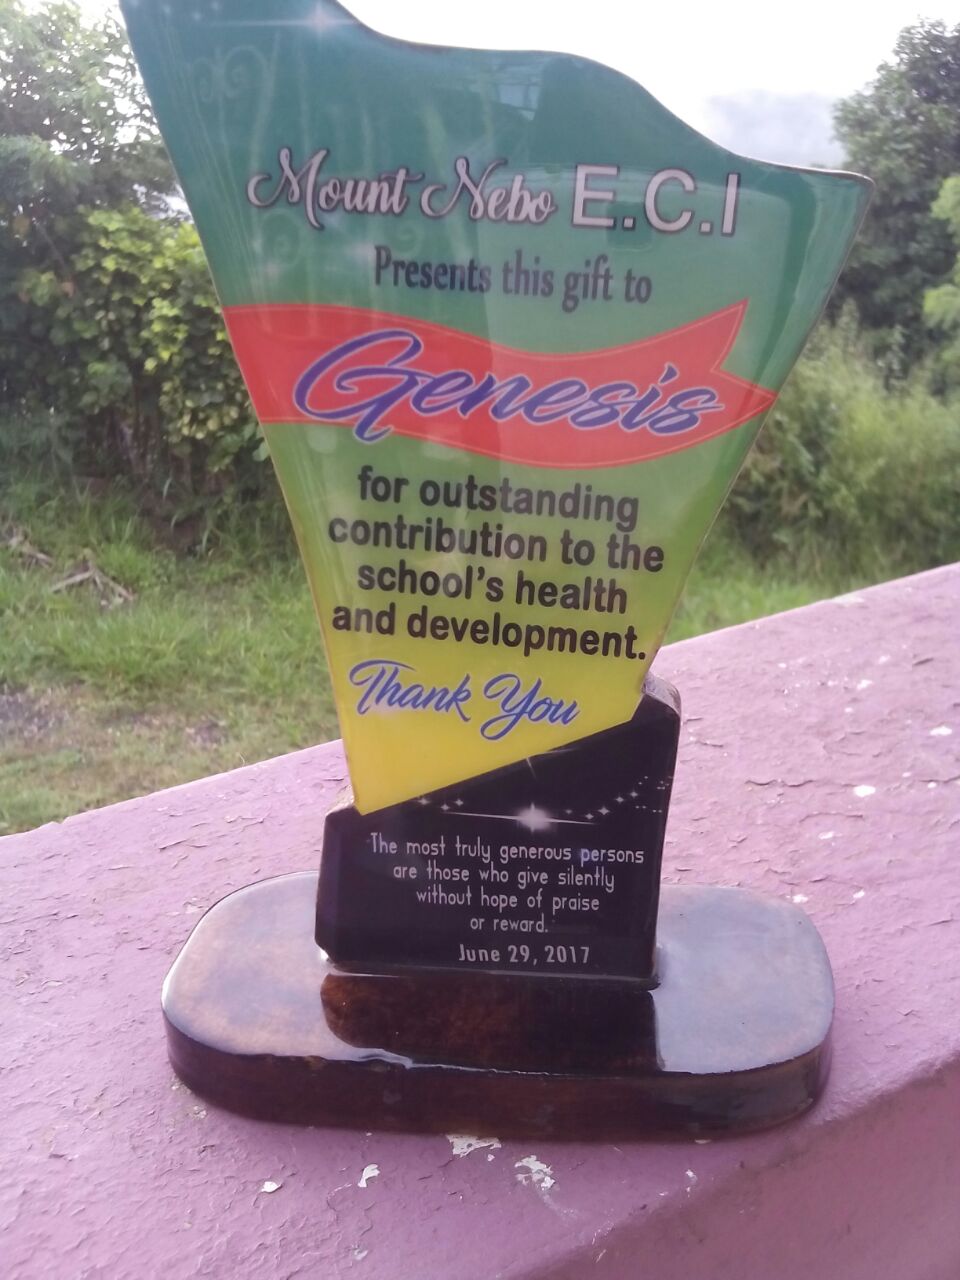 Mount Nebo E.C.I
Presents this gift to
Genesis
for outstanding
contribution to the
school's health
and development.
Thank You
The most truly generous persons
are those who give silently
without hope of praise
or reward.
June 29, 2017